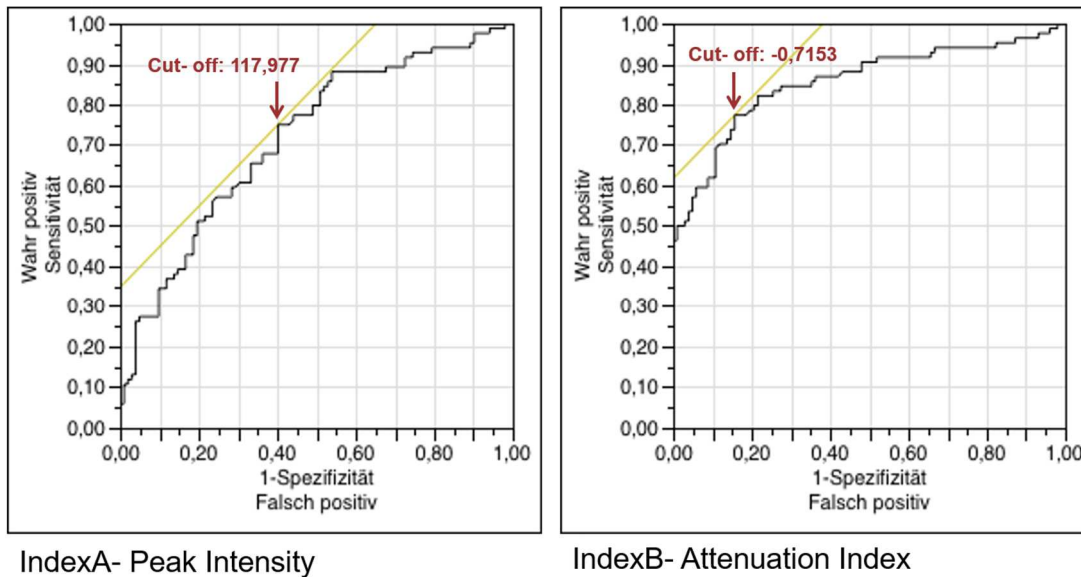 Cut- off: 117,977
1,00
0,90
0,80
0,70
0,60
0,50
0,40
0,30
0,20
0,10
0,00
Wahr positiv
Sensitivität
0,00 0,20 0,40 0,60 0,80 1,00
1-Spezifizität
Falsch positiv
IndexA- Peak Intensity
Cut- off: -0,7153
1,00
0,90
0,80
0,70
0,60
0,50
0,40
0,30
0,20
0,10
0,00
Wahr positiv
Sensitivität
0,00 0,20 0,40 0,60 0,80 1,00
1-Spezifizität
Falsch positiv
IndexB- Attenuation Index